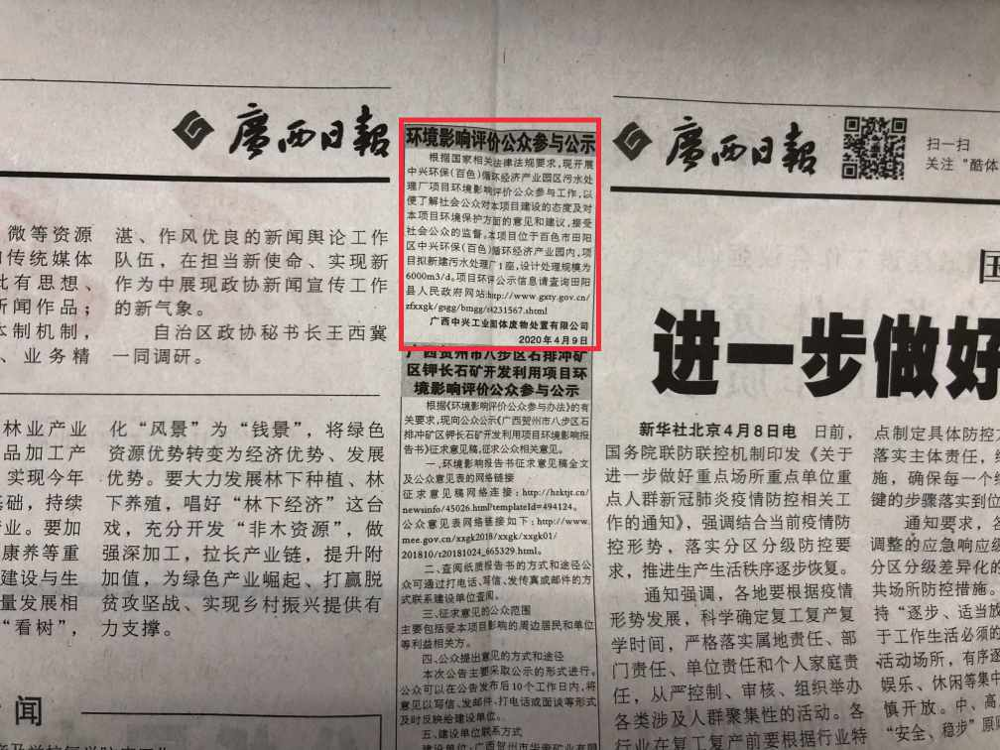 廣西日報
微等资源
传统媒体
此有思想、
新闻作品；
本制机制，
、业务精
湛、作风优良的新闻舆论工作
队伍，在担当新使命、实现新
作为中展现政协新闻宣传工作
的新气象。
自治区政协秘书长王西冀
一同调研。
林业产业
品加工产
实现今年
基础，持续
业。要加
康养等重
建设与生
量发展相
“看树”，
化“风景”为“钱景”，将绿色
资源优势转变为经济优势、发展
优势。要大力发展林下种植、林
下养殖，唱好“林下经济”这台
戏，充分开发“非木资源”，做
强深加工，拉长产业链，提升附
加值，为绿色产业崛起、打赢脱
贫攻坚战、实现乡村振兴提供有
力支撑。
闻
环境影响评价公众参与公示
根据国家相关法律法规要求，现开展
中兴环保（百色）循环经济产业园区污水处
理厂项目环境影响评价公众参与工作，以
便了解社会公众对本项目建设的态度及对
本项目环境保护方面的意见和建议，接受
社会公众的监督。本项目位于百色市田阳
区中兴环保（百色）循环经济产业园内，项
目拟新建污水处理厂1座，设计处理规模为
6000m3/d。项目环评公示信息请查询田阳
县人民政府网站：http://www.gxty.gov.cn/
zfxxgk/gsgg/bmgg/t4231567.shtml
广西中兴工业固体废物处置有限公司
2020年4月9日
广西贺州市八步区石排冲矿
区钾长石矿开发利用项目环
境影响评价公众参与公示
根据《环境影响评价公众参与办法》的有
关要求，现向公众公示《广西贺州市八步区石
排冲矿区钾长石矿开发利用项目环境影响报
告书》征求意见稿，征求公众相关意见。
一、环境影响报告书征求意见稿全文
及公众意见表的网络链接
征求意见稿网络连接：http://hzktjt.cn/
newsinfo/45026.html?templateId=494124。
公众意见表网络链接如下：http://www.
mee.gov.cn/xxgk2018/xxgk/xxgk01/
201810/t20181024_665329.html。
二、查阅纸质报告书的方式和途径公
众可通过打电话、写信、发传真或邮件的方
式联系建设单位查阅。
三、征求意见的公众范围
主要包括受本项目影响的周边居民和单位
等利益相关方。
四、公众提出意见的方式和途径
本次公告主要采取公示的形式进行。
公众可以在公告发布后10个工作日内，将
意见以写信、发邮件、打电话或面谈等形式
及时反馈给建设单位。
五、建设单位联系方式
廣西日報
扫一扫
关注“酷体
进一步做好
新华社北京4月8日电 日前，
国务院联防联控机制印发《关于
进一步做好重点场所重点单位重
点人群新冠肺炎疫情防控相关工
作的通知》，强调结合当前疫情防
控形势，落实分区分级防控要
求，推进生产生活秩序逐步恢复。
通知强调，各地要根据疫情
形势发展，科学确定复工复产复
学时间，严格落实属地责任、部
门责任、单位责任和个人家庭责
任，从严控制、审核、组织举办
各类涉及人群聚集性的活动。各
行业在复工复产前要根据行业特
点制定具体防控方
落实主体责任，
施，确保每一个
键的步骤落实到位
通知要求，
调整的应急响应级
分区分级差异化的
共场所防控措施。
持“逐步、适当放
于工作生活必须的
活动场所，有序逐
娱乐、休闲等集中
慎开放。中、高
“安全、稳步”原